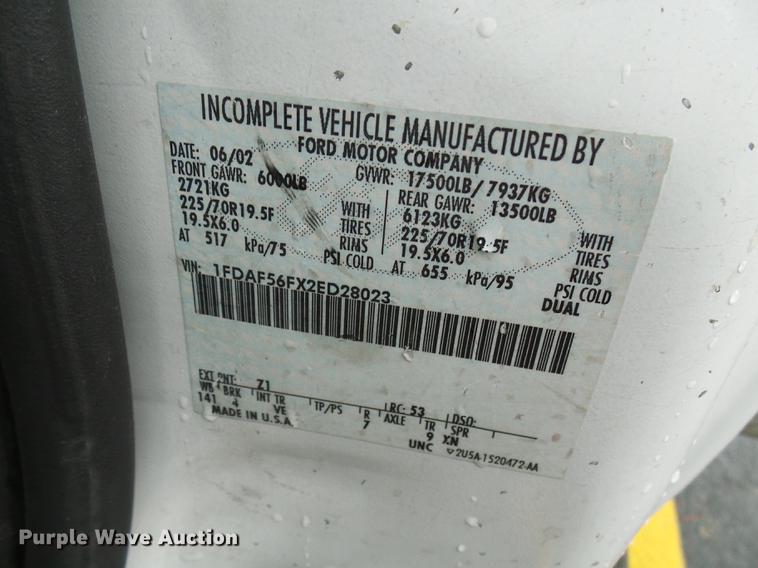 INCOMPLETE VEHICLE MANUFACTURED BY
FORD MOTOR COMPANY
DATE: 06/02 GVWR: 17500LB/ 7937KG
FRONT GAWR: 6000LB REAR GAWR: 13500LB
2721KG 6123KG
225/70R19.5F WITH 225/70R19.5F WITH
19.5X6.0 TIRES 19.5X6.0 TIRES
RIMS RIMS
AT 517 kPa/75 PSI COLD AT 655 kPa/95 PSI COLD
DUAL
VIN: 1FDAF56FX2ED28023
EXT PNT: Z1 RC: 53 DSO:
WB BRK INT TR TP/PS R AXLE TR SPR
141 4 VE 7 9 XN
MADE IN U.S.A. UNC 2U5A-1520472-AA
Purple Wave Auction